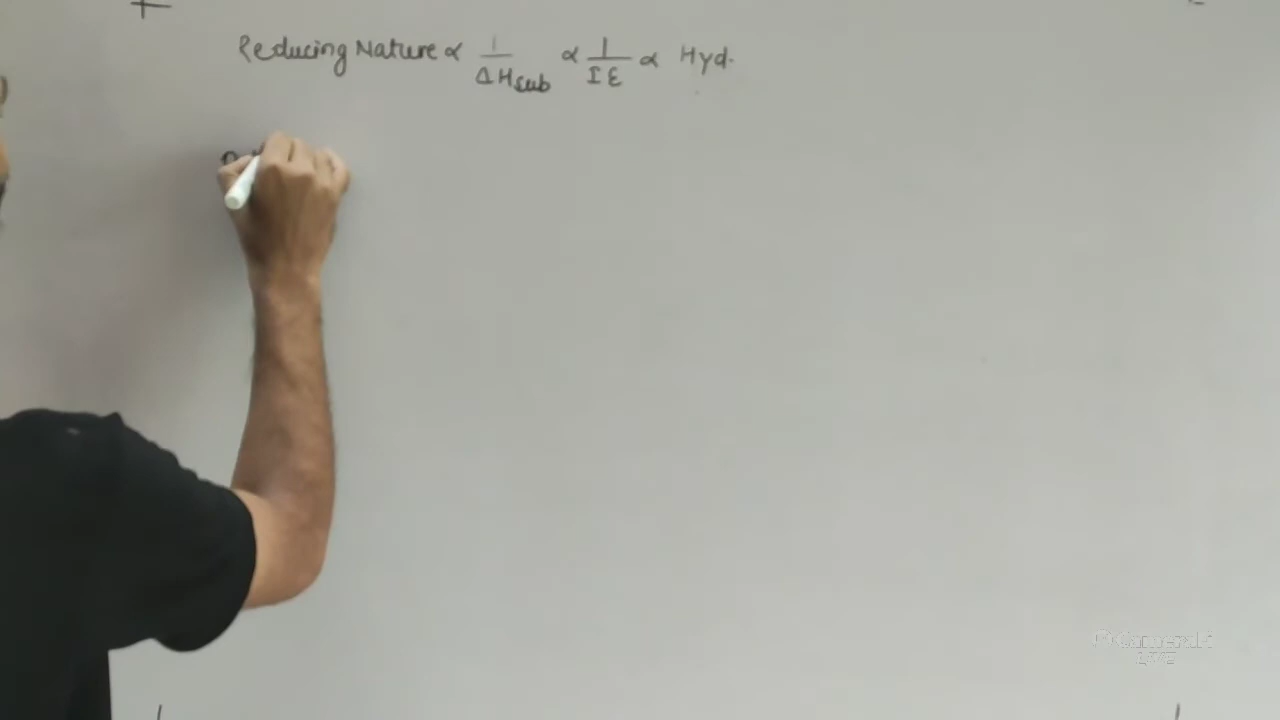 Reducing Nature ∝ 1/ΔHsub ∝ 1/IE ∝ Hyd.